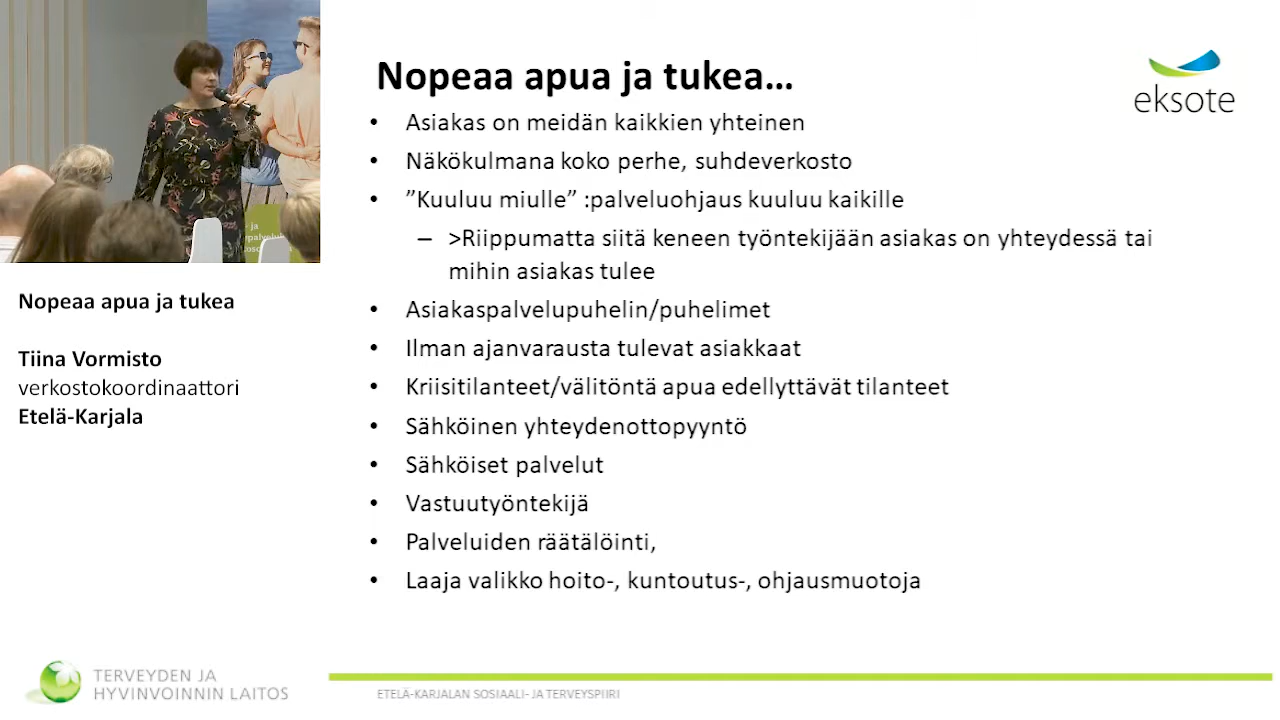 Nopeaa apua ja tukea…
eksote
• Asiakas on meidän kaikkien yhteinen
• Näkökulmana koko perhe, suhdeverkosto
• ”Kuuluu miulle” :palveluohjaus kuuluu kaikille
– >Riippumatta siitä keneen työntekijään asiakas on yhteydessä tai
mihin asiakas tulee
• Asiakaspalvelupuhelin/puhelimet
• Ilman ajanvarausta tulevat asiakkaat
• Kriisitilanteet/välitöntä apua edellyttävät tilanteet
• Sähköinen yhteydenottopyyntö
• Sähköiset palvelut
• Vastuutyöntekijä
• Palveluiden räätälöinti,
• Laaja valikko hoito-, kuntoutus-, ohjausmuotoja
ja
Nopeaa apua ja tukea
Tiina Vormisto
verkostokoordinaattori
Etelä-Karjala
TERVEYDEN JA
HYVINVOINNIN LAITOS
ETELÄ-KARJALAN SOSIAALI- JA TERVEYSPIIRI